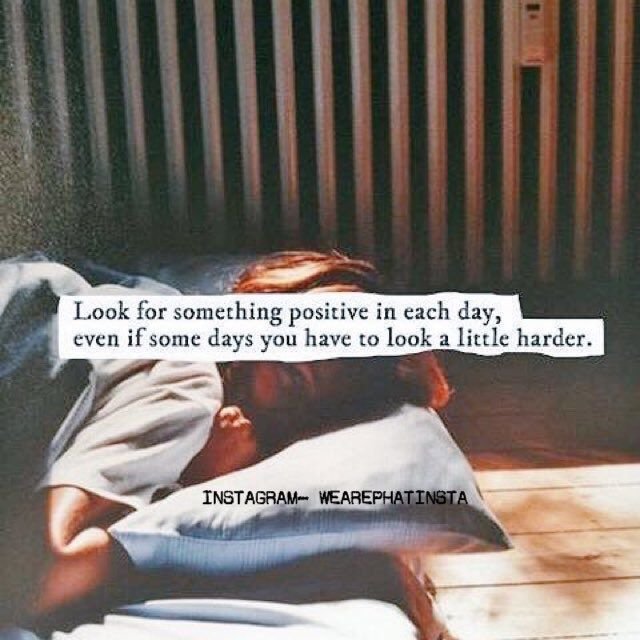 Look for something positive in each day,
even if some days you have to look a little harder.
INSTAGRAM- WEAREPHATINSTA